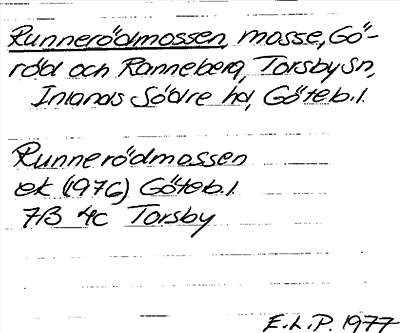 Runnerödmossen, mosse, Gö-
röd och Ranneberg, Torsby sn,
Inlands Södre hd, Göteb. l.
Runnerödmossen
ek (1976) Göteb. l.
7B 4c Torsby
E.L.P. 1977